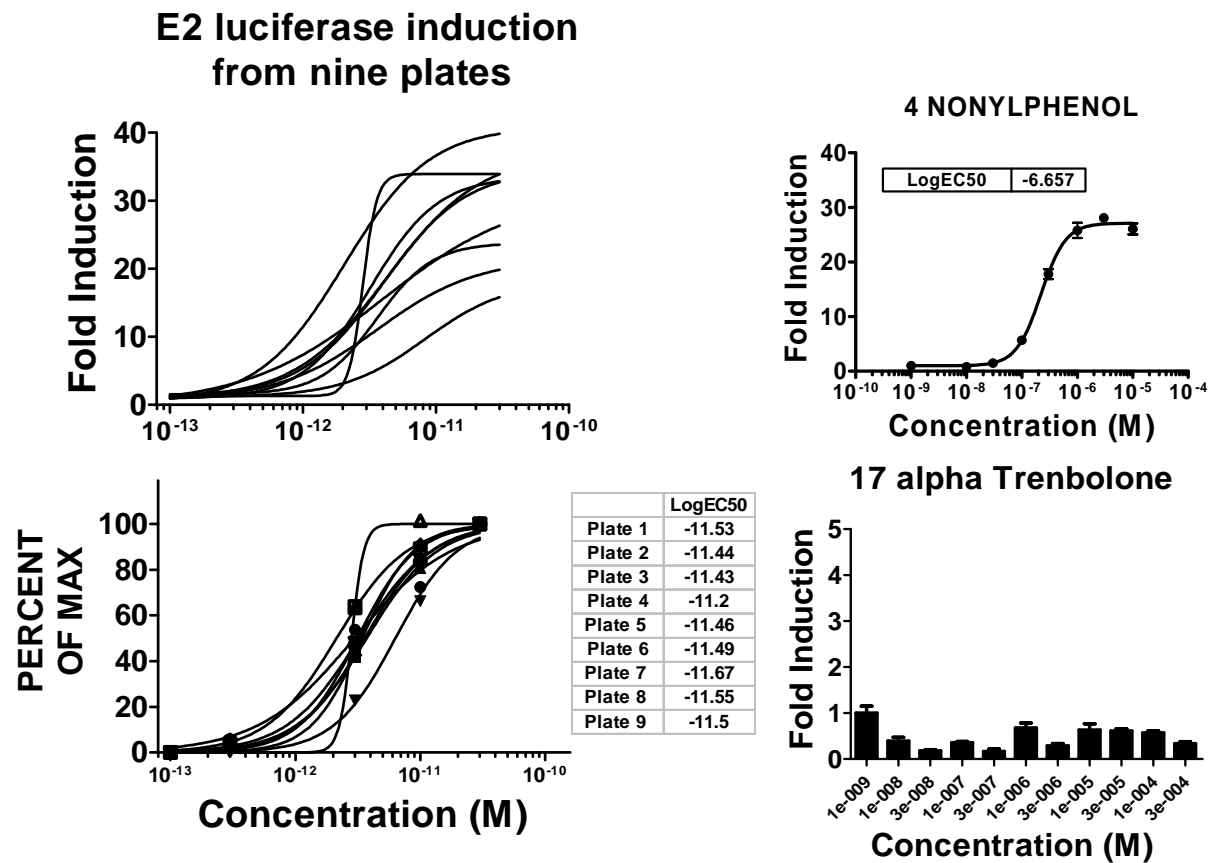 E2 luciferase induction
from nine plates
Fold Induction
40
30
20
10
0
10-13
10-12
10-11
10-10
4 NONYLPHENOL
Fold Induction
40
30
20
10
0
LogEC50 -6.657
10-10
10-9
10-8
10-7
10-6
10-5
10-4
Concentration (M)
PERCENT
OF MAX
100
80
60
40
20
0
10-13
10-12
10-11
10-10
Concentration (M)
LogEC50
Plate 1 -11.53
Plate 2 -11.44
Plate 3 -11.43
Plate 4 -11.2
Plate 5 -11.46
Plate 6 -11.49
Plate 7 -11.67
Plate 8 -11.55
Plate 9 -11.5
17 alpha Trenbolone
Fold Induction
5
4
3
2
1
0
1e-009
1e-008
3e-008
1e-007
3e-007
1e-006
3e-006
1e-005
3e-005
1e-004
3e-004
Concentration (M)